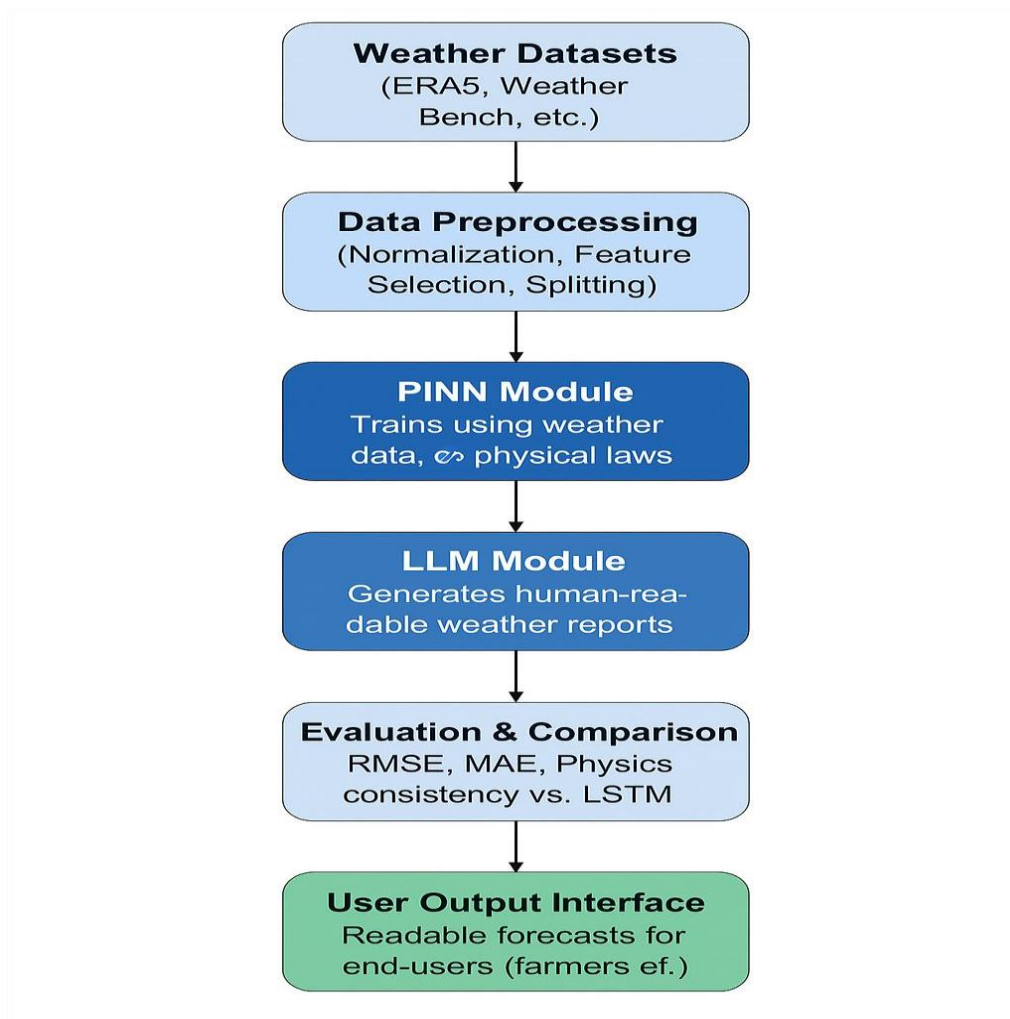 Weather Datasets
(ERA5, Weather
Bench, etc.)
Data Preprocessing
(Normalization, Feature
Selection, Splitting)
PINN Module
Trains using weather
data, physical laws
LLM Module
Generates human-rea-
dable weather reports
Evaluation & Comparison
RMSE, MAE, Physics
consistency vs. LSTM
User Output Interface
Readable forecasts for
end-users (farmers ef.)